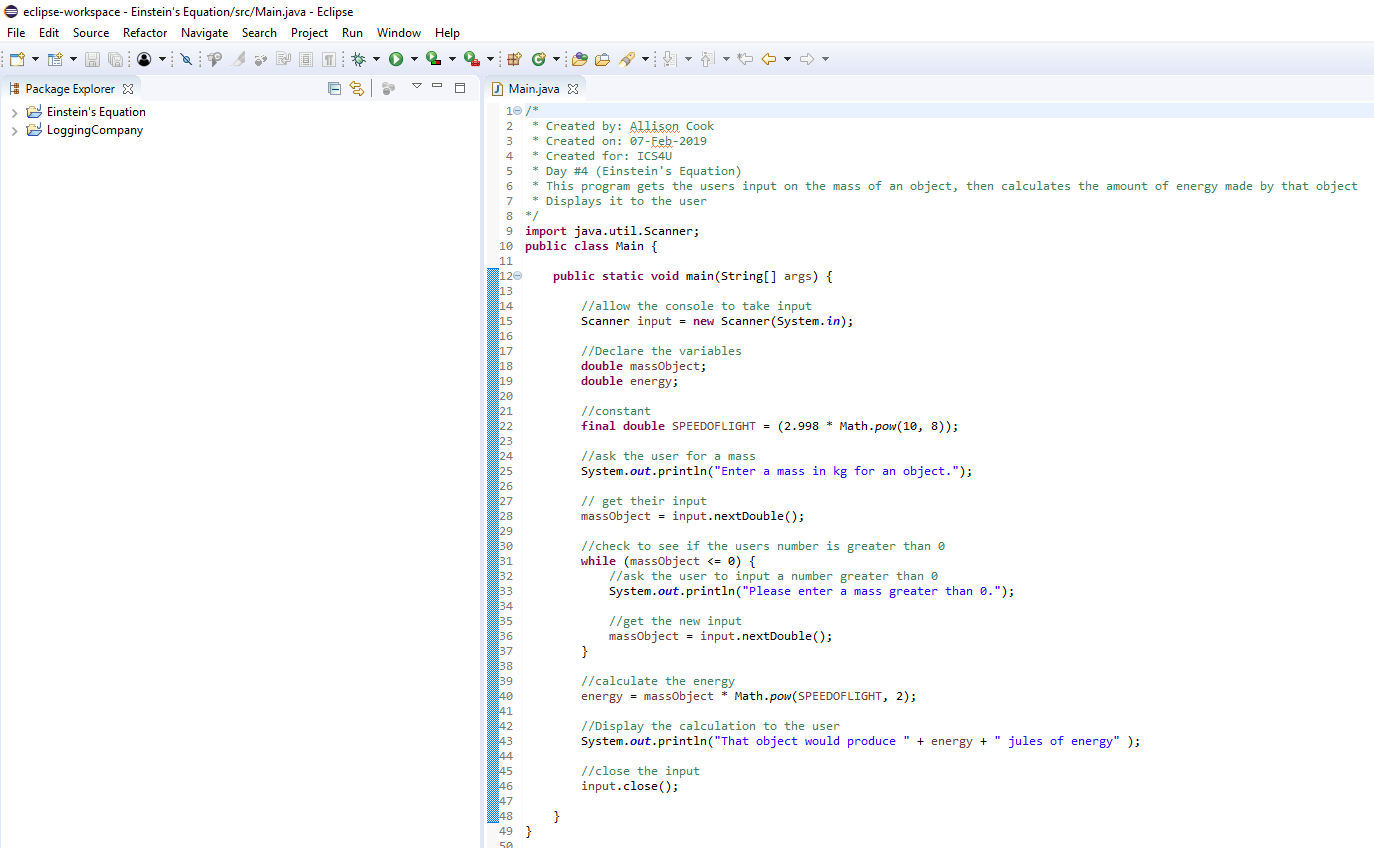 eclipse-workspace - Einstein's Equation/src/Main.java - Eclipse
File Edit Source Refactor Navigate Search Project Run Window Help
Package Explorer
Einstein's Equation
LoggingCompany
Main.java
1 /*
2  * Created by: Allison Cook
3  * Created on: 07-Feb-2019
4  * Created for: ICS4U
5  * Day #4 (Einstein's Equation)
6  * This program gets the users input on the mass of an object, then calculates the amount of energy made by that object
7  * Displays it to the user
8 */
9 import java.util.Scanner;
10 public class Main {
11
12     public static void main(String[] args) {
13
14         //allow the console to take input
15         Scanner input = new Scanner(System.in);
16
17         //Declare the variables
18         double massObject;
19         double energy;
20
21         //constant
22         final double SPEEDOFLIGHT = (2.998 * Math.pow(10, 8));
23
24         //ask the user for a mass
25         System.out.println("Enter a mass in kg for an object.");
26
27         // get their input
28         massObject = input.nextDouble();
29
30         //check to see if the users number is greater than 0
31         while (massObject <= 0) {
32             //ask the user to input a number greater than 0
33             System.out.println("Please enter a mass greater than 0.");
34
35             //get the new input
36             massObject = input.nextDouble();
37         }
38
39         //calculate the energy
40         energy = massObject * Math.pow(SPEEDOFLIGHT, 2);
41
42         //Display the calculation to the user
43         System.out.println("That object would produce " + energy + " jules of energy" );
44
45         //close the input
46         input.close();
47
48     }
49 }
50